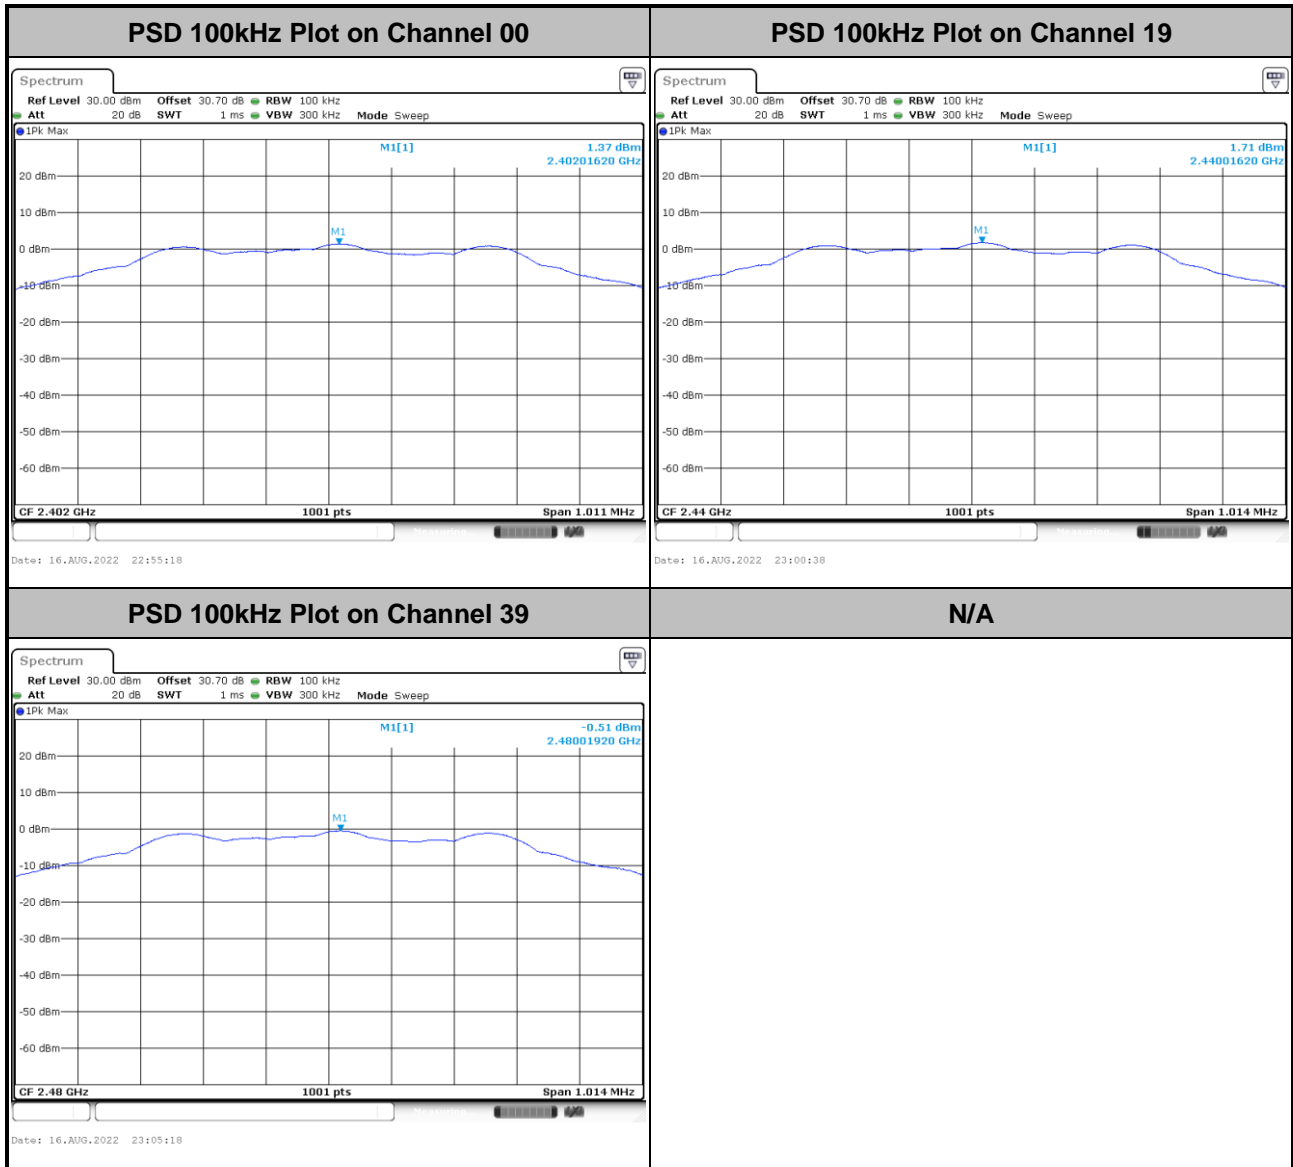 PSD 100kHz Plot on Channel 00
Spectrum
Ref Level 30.00 dBm Offset 30.70 dB RBW 100 kHz
Att 20 dB SWT 1 ms VBW 300 kHz Mode Sweep
1Pk Max
M1[1] 1.37 dBm
2.40201620 GHz
20 dBm
10 dBm
M1
0 dBm
-10 dBm
-20 dBm
-30 dBm
-40 dBm
-50 dBm
-60 dBm
CF 2.402 GHz 1001 pts Span 1.011 MHz
Measuring...
Date: 16.AUG.2022 22:55:18
PSD 100kHz Plot on Channel 19
Spectrum
Ref Level 30.00 dBm Offset 30.70 dB RBW 100 kHz
Att 20 dB SWT 1 ms VBW 300 kHz Mode Sweep
1Pk Max
M1[1] 1.71 dBm
2.44001620 GHz
20 dBm
10 dBm
M1
0 dBm
-10 dBm
-20 dBm
-30 dBm
-40 dBm
-50 dBm
-60 dBm
CF 2.44 GHz 1001 pts Span 1.014 MHz
Measuring...
Date: 16.AUG.2022 23:00:38
PSD 100kHz Plot on Channel 39
Spectrum
Ref Level 30.00 dBm Offset 30.70 dB RBW 100 kHz
Att 20 dB SWT 1 ms VBW 300 kHz Mode Sweep
1Pk Max
M1[1] -0.51 dBm
2.48001920 GHz
20 dBm
10 dBm
M1
0 dBm
-10 dBm
-20 dBm
-30 dBm
-40 dBm
-50 dBm
-60 dBm
CF 2.48 GHz 1001 pts Span 1.014 MHz
Measuring...
Date: 16.AUG.2022 23:05:18
N/A